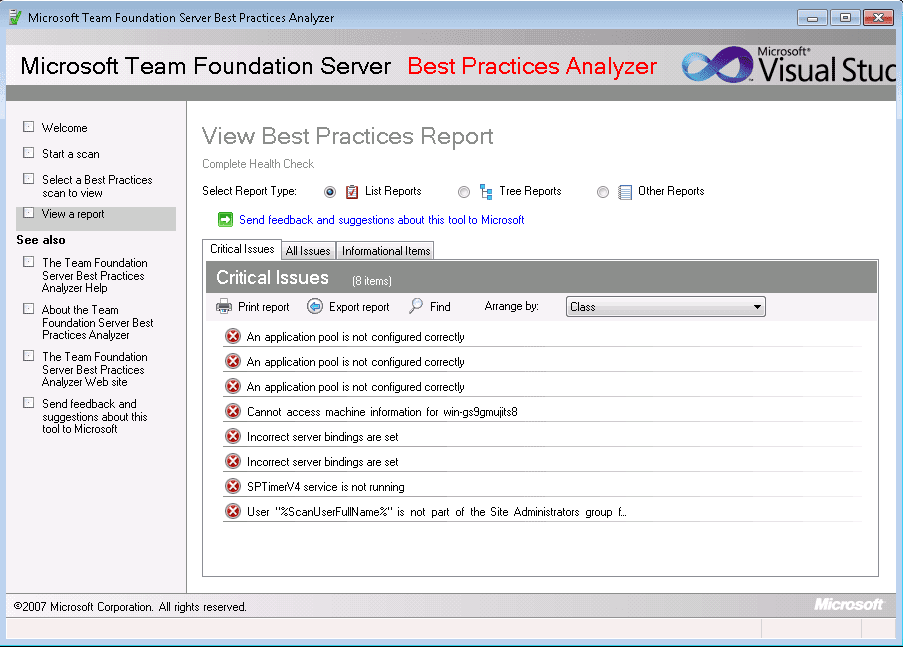 Microsoft Team Foundation Server Best Practices Analyzer
Microsoft Team Foundation Server Best Practices Analyzer
Microsoft®
Visual Stud
Welcome
Start a scan
Select a Best Practices
scan to view
View a report
See also
The Team Foundation
Server Best Practices
Analyzer Help
About the Team
Foundation Server Best
Practices Analyzer
The Team Foundation
Server Best Practices
Analyzer Web site
Send feedback and
suggestions about this
tool to Microsoft
View Best Practices Report
Complete Health Check
Select Report Type: List Reports Tree Reports Other Reports
Send feedback and suggestions about this tool to Microsoft
Critical Issues All Issues Informational Items
Critical Issues (8 items)
Print report Export report Find Arrange by: Class
An application pool is not configured correctly
An application pool is not configured correctly
An application pool is not configured correctly
Cannot access machine information for win-gs9gmujits8
Incorrect server bindings are set
Incorrect server bindings are set
SPTimerV4 service is not running
User "%ScanUserFullName%" is not part of the Site Administrators group f...
©2007 Microsoft Corporation. All rights reserved.
Microsoft